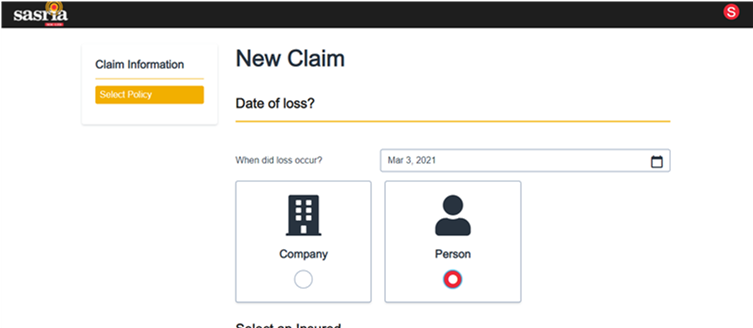 sasria
S
Claim Information
Select Policy
New Claim
Date of loss?
When did loss occur?
Mar 3, 2021
Company
Person
Select an Insured